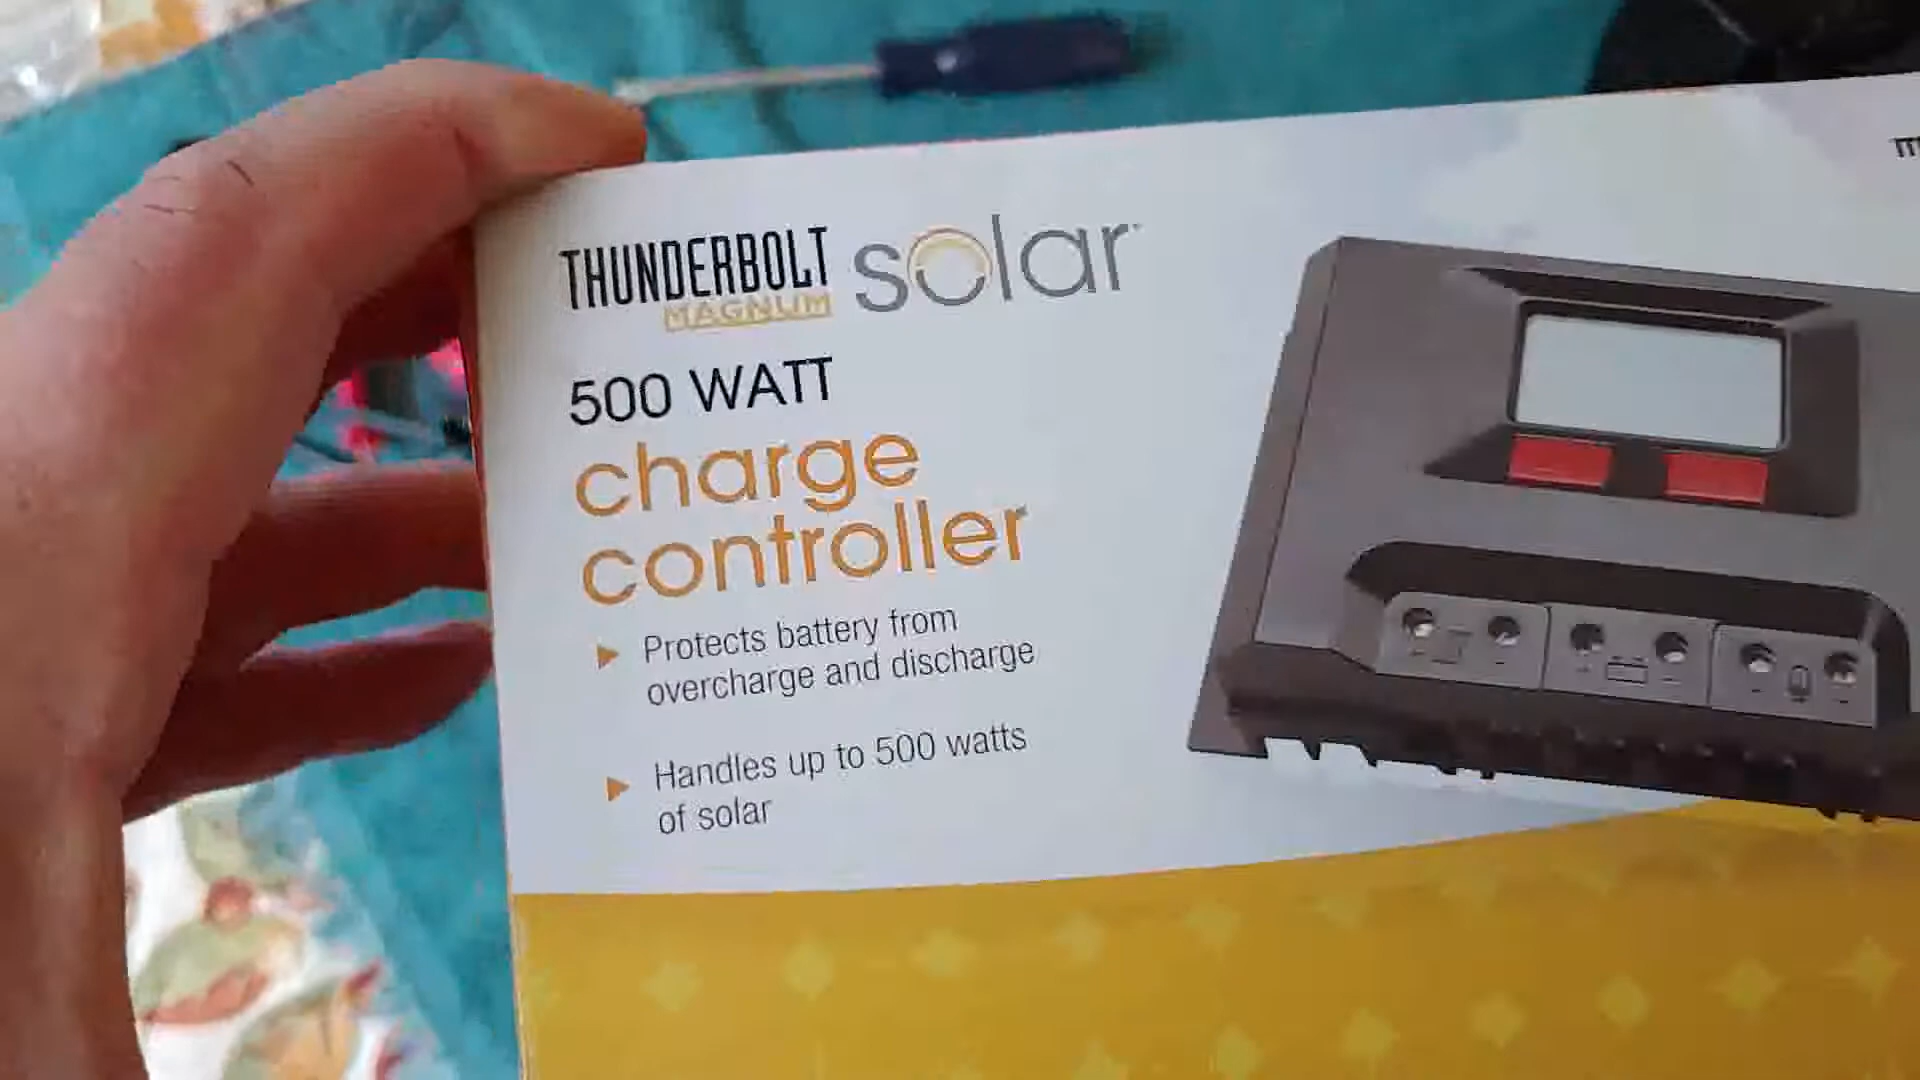 THUNDERBOLT solar
MAGNUM
500 WATT
charge
controller
Protects battery from
overcharge and discharge
Handles up to 500 watts
of solar